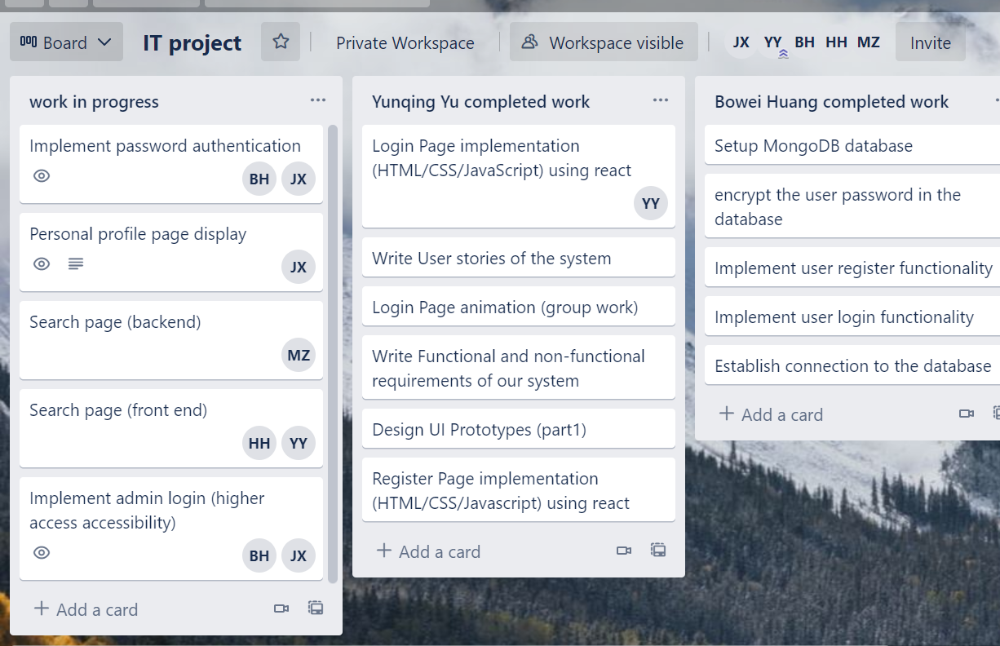 Board
IT project
Private Workspace
Workspace visible
JX YY BH HH MZ
Invite
work in progress
Implement password authentication
BH JX
Personal profile page display
JX
Search page (backend)
MZ
Search page (front end)
HH YY
Implement admin login (higher
access accessibility)
BH JX
Add a card
Yunqing Yu completed work
Login Page implementation
(HTML/CSS/JavaScript) using react
YY
Write User stories of the system
Login Page animation (group work)
Write Functional and non-functional
requirements of our system
Design UI Prototypes (part1)
Register Page implementation
(HTML/CSS/Javascript) using react
Add a card
Bowei Huang completed work
Setup MongoDB database
encrypt the user password in the
database
Implement user register functionality
Implement user login functionality
Establish connection to the database
Add a card